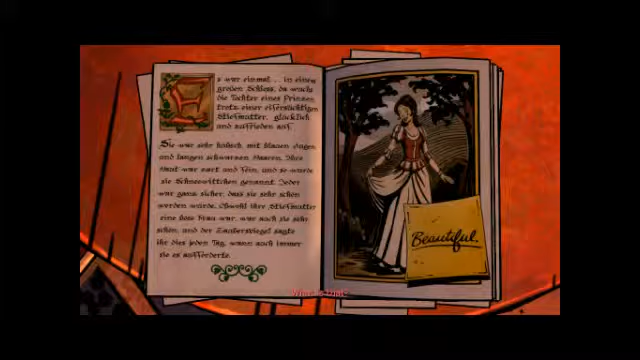 Es war einmal... in einem
großen Schloss, da wuchs
die Tochter eines Prinzen
trotz einer eifersüchtigen
Stiefmutter, glücklich
und zufrieden auf.
Sie war sehr hübsch, mit blauen Augen
und langen schwarzen Haaren. Ihre
Haut war zart und fein, und so wurde
sie Schneewittchen genannt. Jeder
war ganz sicher, dass sie sehr schön
werden würde. Obwohl ihre Stiefmutter
eine böse Frau war, war auch sie sehr
schön, und der Zauberspiegel sagte
ihr dies jeden Tag, wann auch immer
sie es aufforderte.
Beautiful.